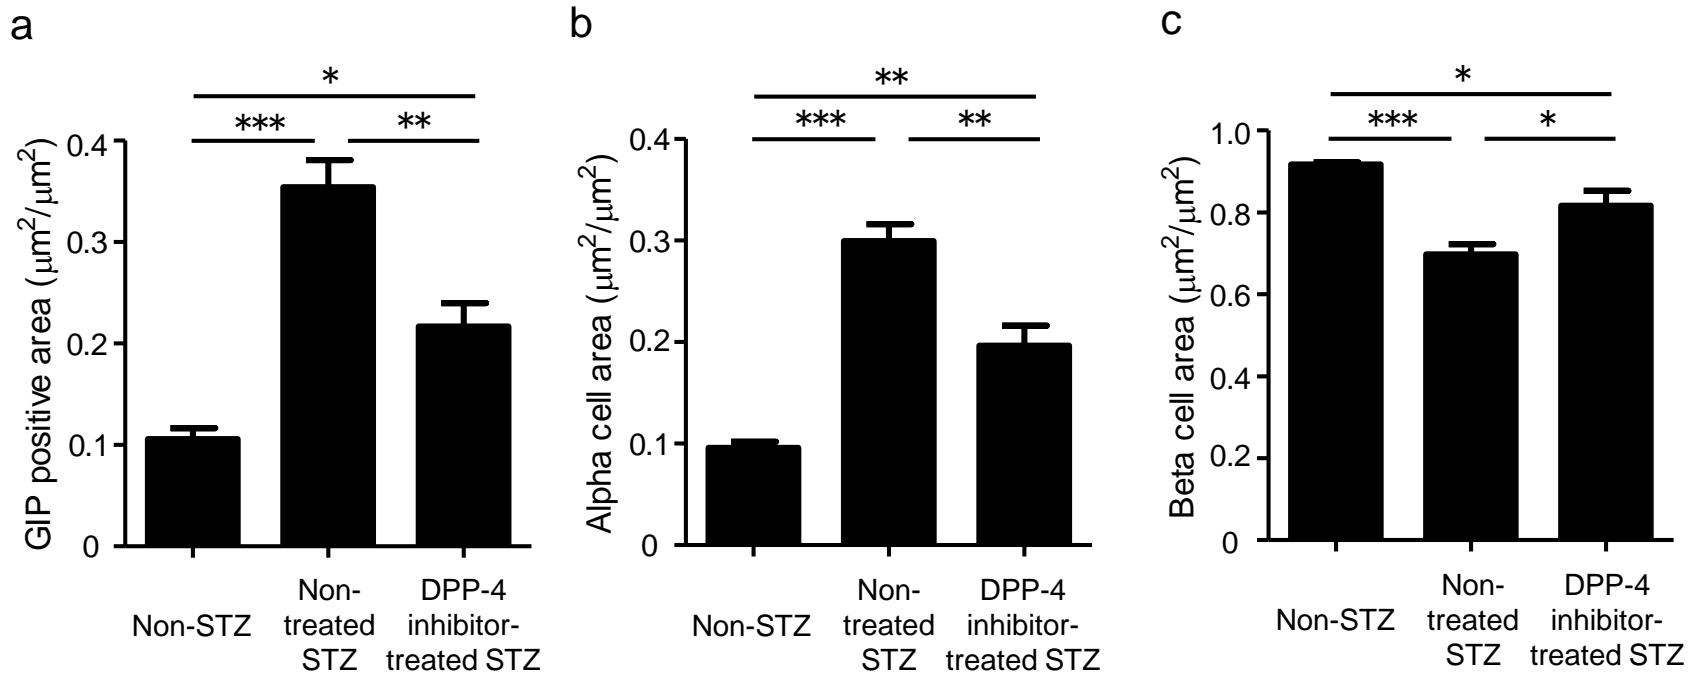 a
*
***
**
GIP positive area (μm²/μm²)
0.4
0.3
0.2
0.1
0
Non-STZ
Non-
treated
STZ
DPP-4
inhibitor-
treated STZ
b
**
***
**
Alpha cell area (μm²/μm²)
0.4
0.3
0.2
0.1
0
Non-STZ
Non-
treated
STZ
DPP-4
inhibitor-
treated STZ
c
*
***
*
Beta cell area (μm²/μm²)
1.0
0.8
0.6
0.4
0.2
0
Non-STZ
Non-
treated
STZ
DPP-4
inhibitor-
treated STZ